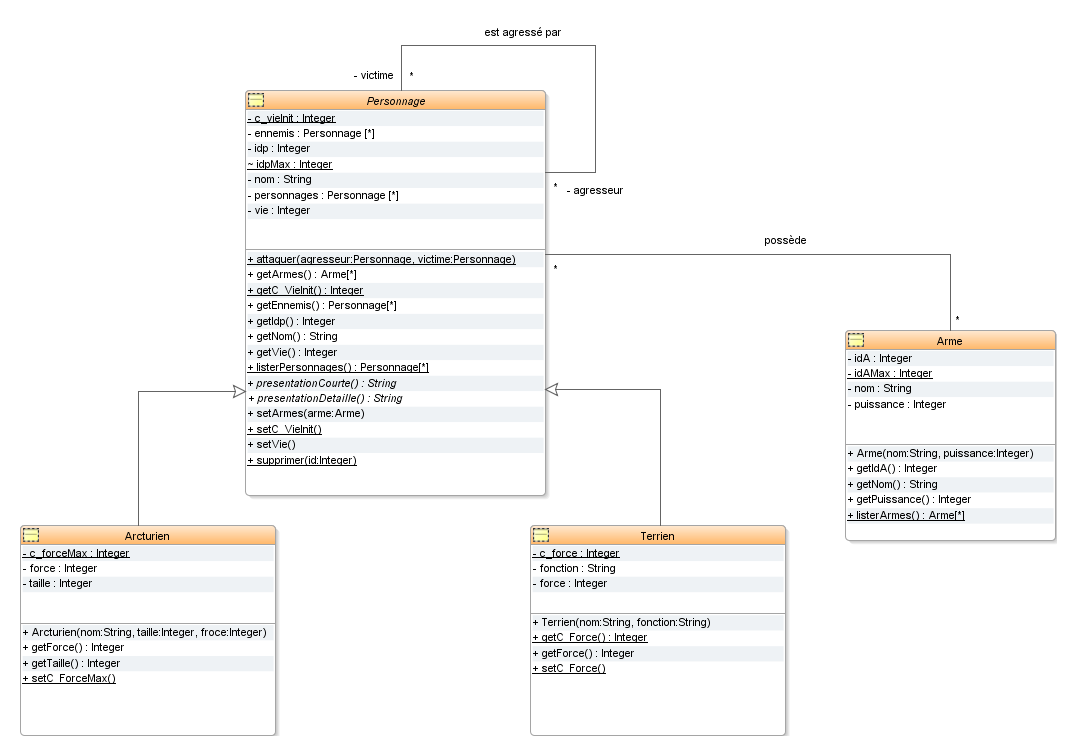 est agressé par
- victime *
Personnage
- c_vieInit : Integer
- ennemis : Personnage [*]
- idp : Integer
~ idpMax : Integer
- nom : String
- personnages : Personnage [*]
- vie : Integer
* - agresseur
+ attaquer(agresseur:Personnage, victime:Personnage)
+ getArmes() : Arme[*]
+ getC_VieInit() : Integer
+ getEnnemis() : Personnage[*]
+ getIdp() : Integer
+ getNom() : String
+ getVie() : Integer
+ listerPersonnages() : Personnage[*]
+ presentationCourte() : String
+ presentationDetaille() : String
+ setArmes(arme:Arme)
+ setC_VieInit()
+ setVie()
+ supprimer(id:Integer)
possède
*
*
Arme
- idA : Integer
- idAMax : Integer
- nom : String
- puissance : Integer
+ Arme(nom:String, puissance:Integer)
+ getIdA() : Integer
+ getNom() : String
+ getPuissance() : Integer
+ listerArmes() : Arme[*]
Arcturien
- c_forceMax : Integer
- force : Integer
- taille : Integer
+ Arcturien(nom:String, taille:Integer, froce:Integer)
+ getForce() : Integer
+ getTaille() : Integer
+ setC_ForceMax()
Terrien
- c_force : Integer
- fonction : String
- force : Integer
+ Terrien(nom:String, fonction:String)
+ getC_Force() : Integer
+ getForce() : Integer
+ setC_Force()